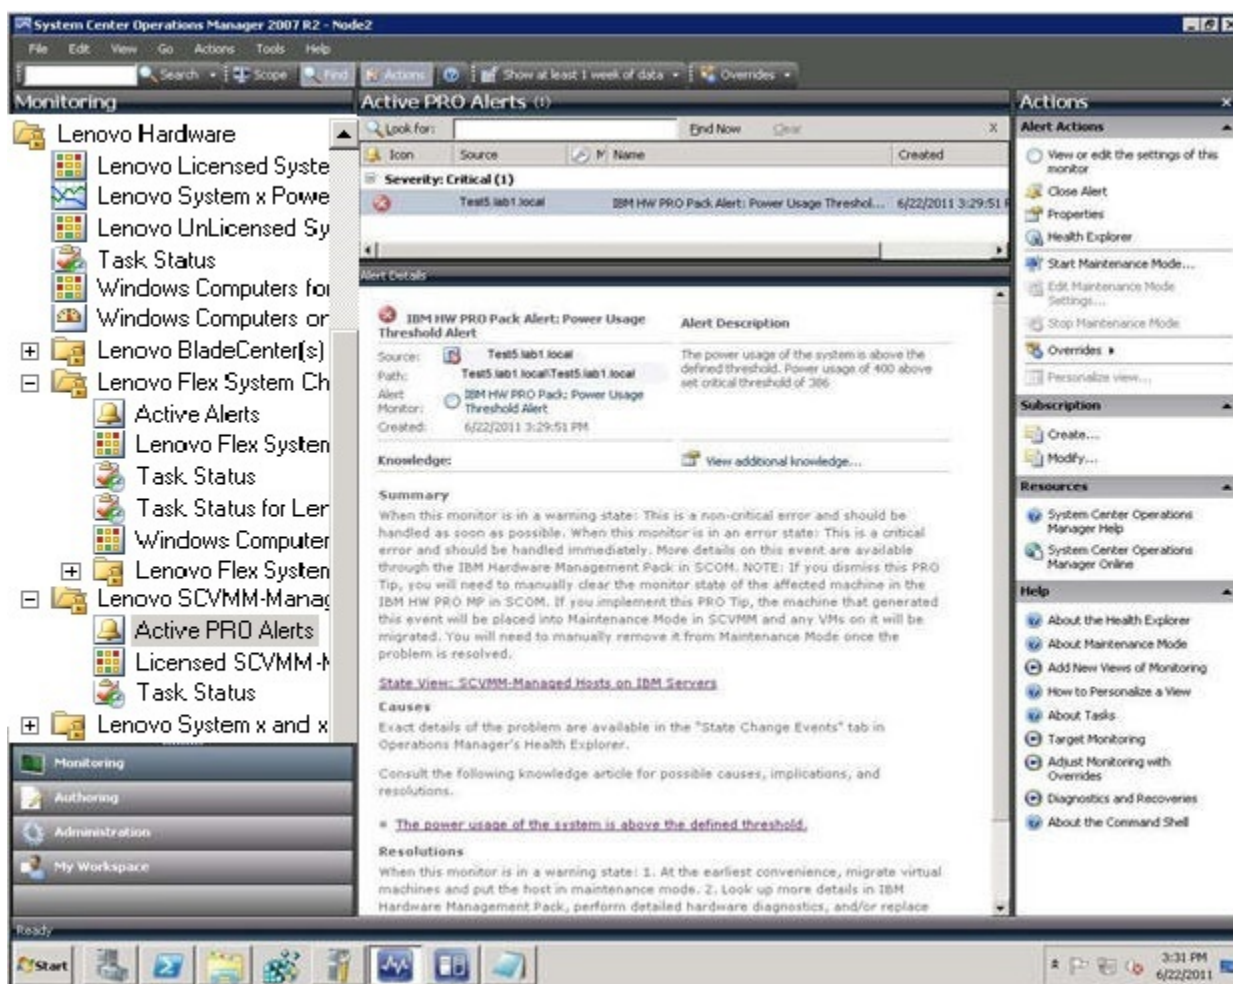 System Center Operations Manager 2007 R2 - Node2
File Edit View Go Actions Tools Help
Search Scope Find Actions Show at least 1 week of data Overrides
Monitoring
Lenovo Hardware
Lenovo Licensed Syste
Lenovo System x Powe
Lenovo UnLicensed Sy
Task Status
Windows Computers for
Windows Computers or
Lenovo BladeCenter(s)
Lenovo Flex System Ch
Active Alerts
Lenovo Flex System
Task Status
Task Status for Ler
Windows Computer
Lenovo Flex System
Lenovo SCVMM-Manag
Active PRO Alerts
Licensed SCVMM-M
Task Status
Lenovo System x and x
Monitoring
Authoring
Administration
My Workspace
Active PRO Alerts (1)
Look for: Find Now Clear X
Icon Source M Name Created
Severity: Critical (1)
Test5.lab1.local IBM HW PRO Pack Alert: Power Usage Threshol... 6/22/2011 3:29:51 P
Alert Details
IBM HW PRO Pack Alert: Power Usage
Threshold Alert
Source: Test5.lab1.local
Path: Test5.lab1.local\Test5.lab1.local
Alert Monitor: IBM HW PRO Pack: Power Usage
Threshold Alert
Created: 6/22/2011 3:29:51 PM
Alert Description
The power usage of the system is above the
defined threshold. Power usage of 400 above
set critical threshold of 386
Knowledge: View additional knowledge...
Summary
When this monitor is in a warning state: This is a non-critical error and should be
handled as soon as possible. When this monitor is in an error state: This is a critical
error and should be handled immediately. More details on this event are available
through the IBM Hardware Management Pack in SCOM. NOTE: If you dismiss this PRO
Tip, you will need to manually clear the monitor state of the affected machine in the
IBM HW PRO MP in SCOM. If you implement this PRO Tip, the machine that generated
this event will be placed into Maintenance Mode in SCVMM and any VMs on it will be
migrated. You will need to manually remove it from Maintenance Mode once the
problem is resolved.
State View: SCVMM-Managed Hosts on IBM Servers
Causes
Exact details of the problem are available in the "State Change Events" tab in
Operations Manager's Health Explorer.
Consult the following knowledge article for possible causes, implications, and
resolutions.
The power usage of the system is above the defined threshold.
Resolutions
When this monitor is in a warning state: 1. At the earliest convenience, migrate virtual
machines and put the host in maintenance mode. 2. Look up more details in IBM
Hardware Management Pack, perform detailed hardware diagnostics, and/or replace
Actions x
Alert Actions
View or edit the settings of this
monitor
Close Alert
Properties
Health Explorer
Start Maintenance Mode...
Edit Maintenance Mode
Settings...
Stop Maintenance Mode
Overrides
Personalize view...
Subscription
Create...
Modify...
Resources
System Center Operations
Manager Help
System Center Operations
Manager Online
Help
About the Health Explorer
About Maintenance Mode
Add New Views of Monitoring
How to Personalize a View
About Tasks
Target Monitoring
Adjust Monitoring with
Overrides
Diagnostics and Recoveries
About the Command Shell
Ready
Start
3:31 PM
6/22/2011